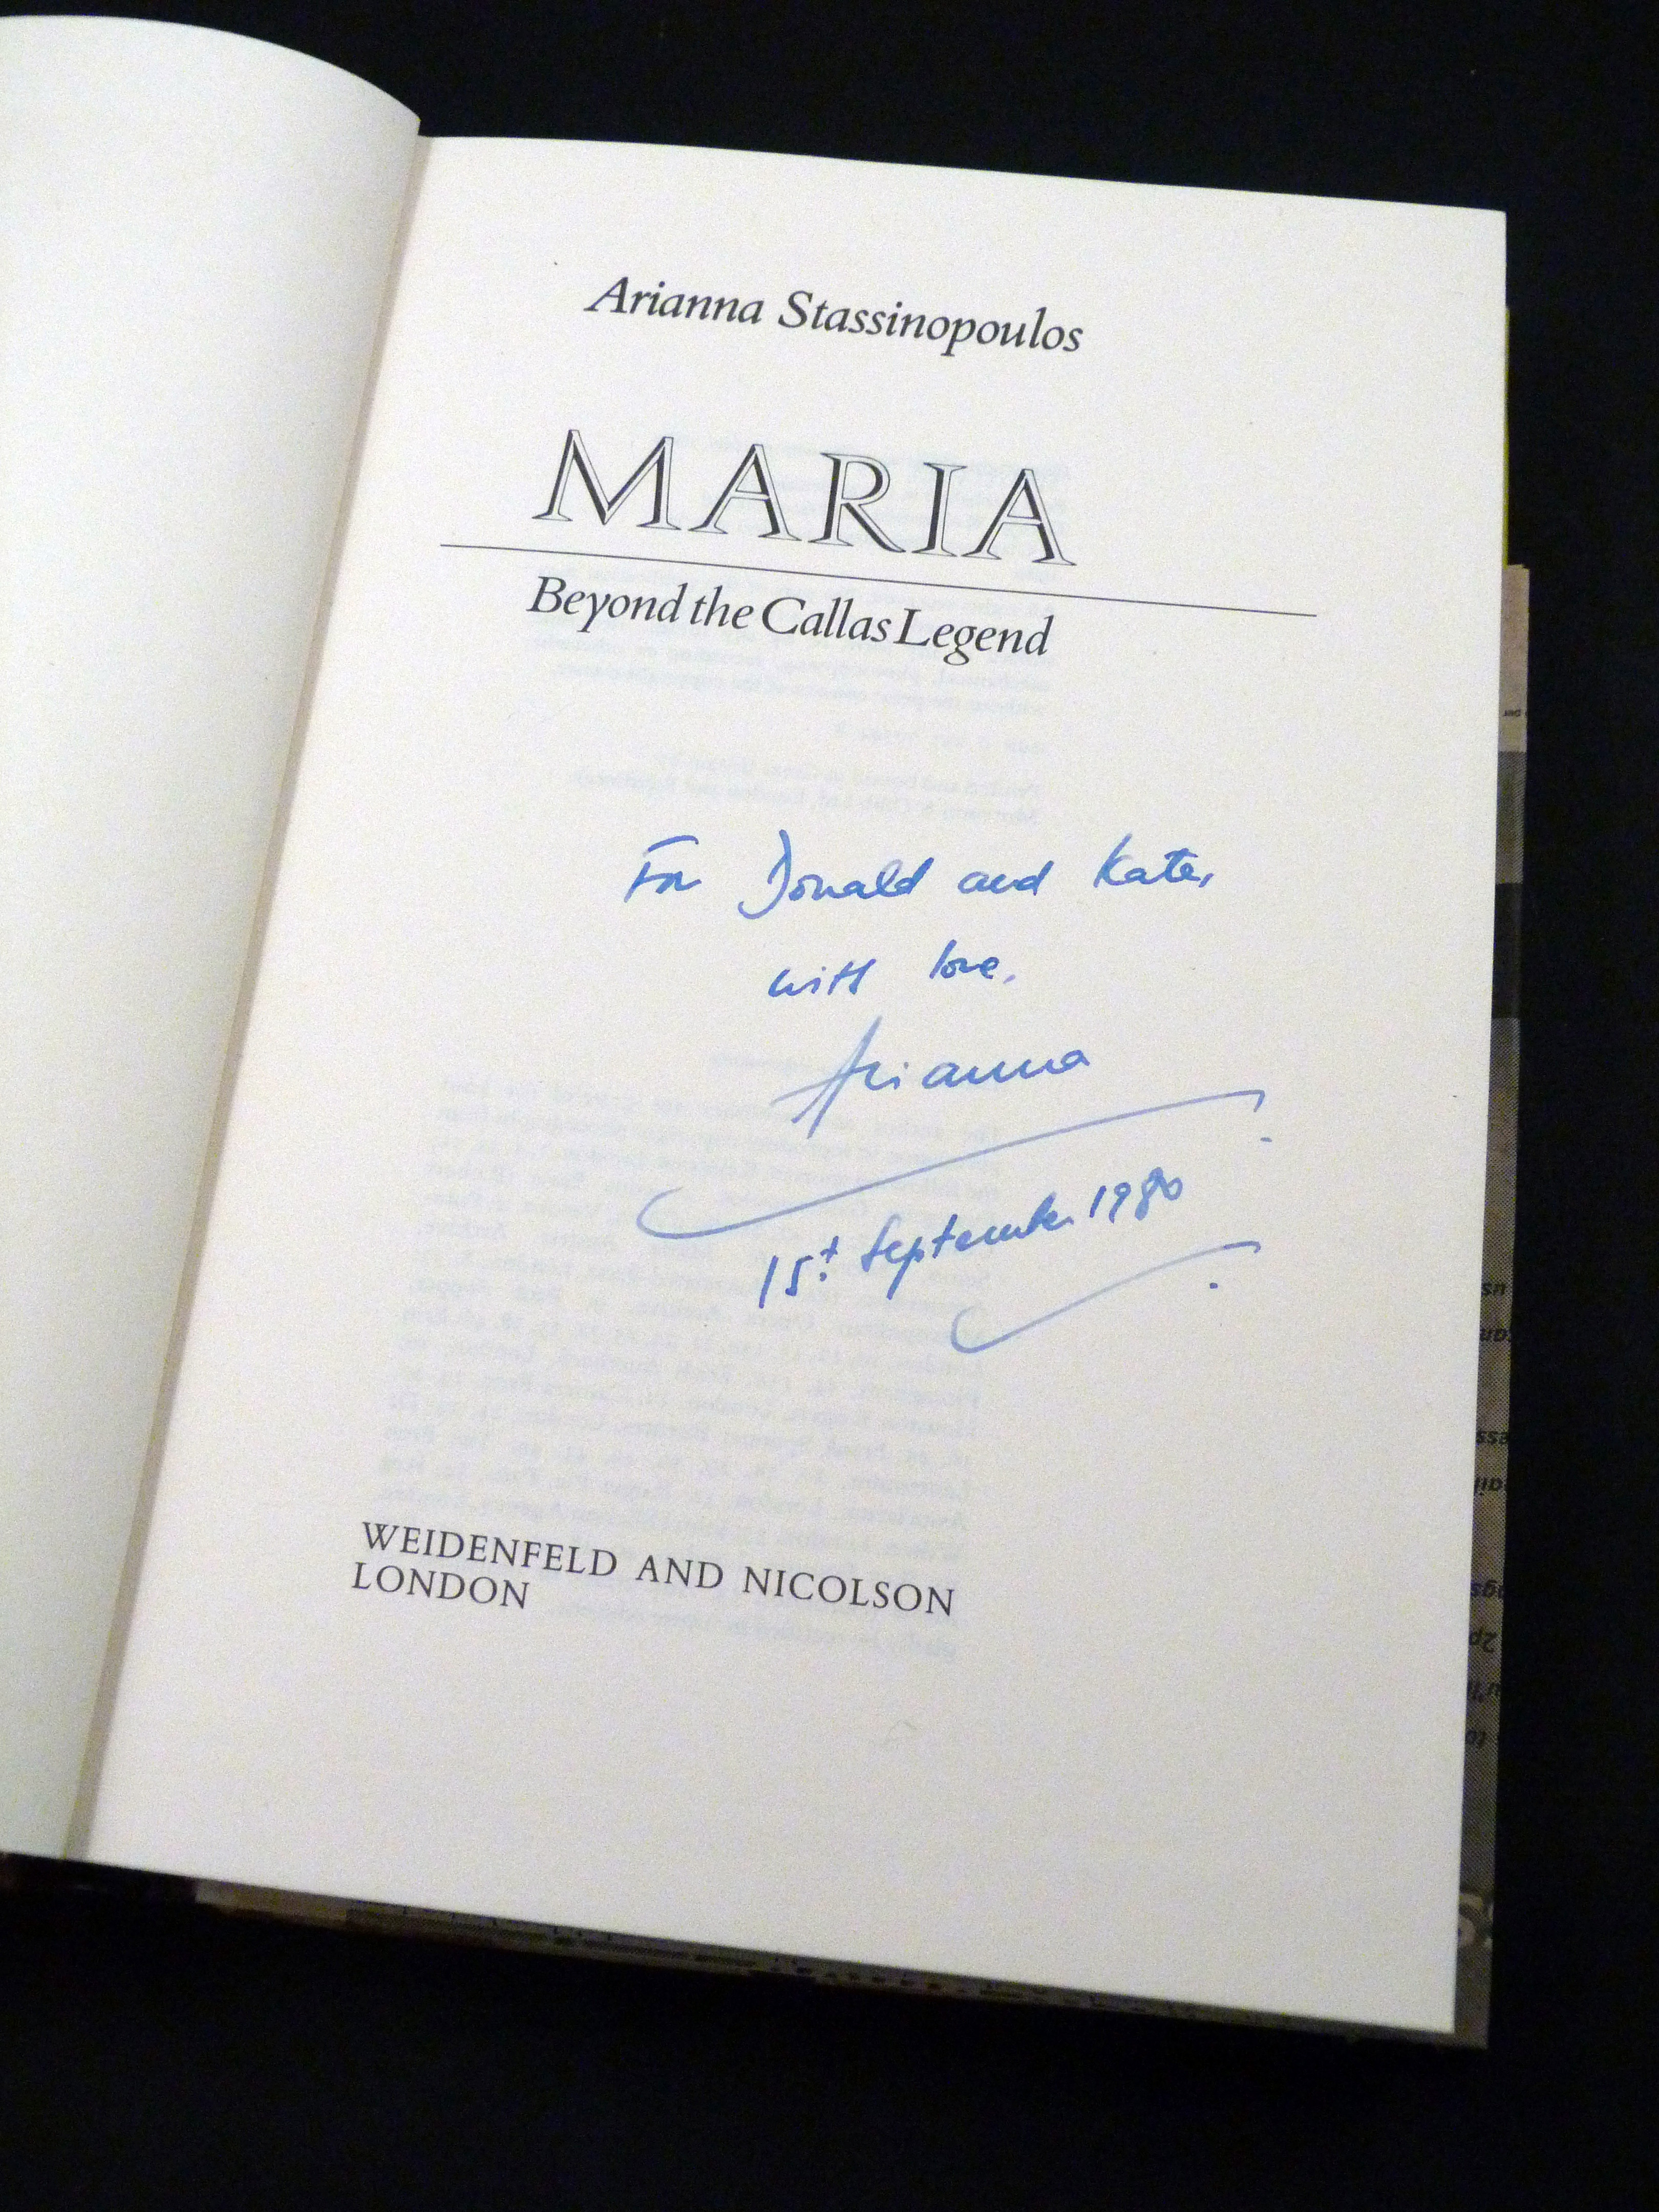 Arianna Stassinopoulos
MARIA
Beyond the Callas Legend
For Donald and Kate,
with love,
Arianna
15t September 1980
WEIDENFELD AND NICOLSON
LONDON